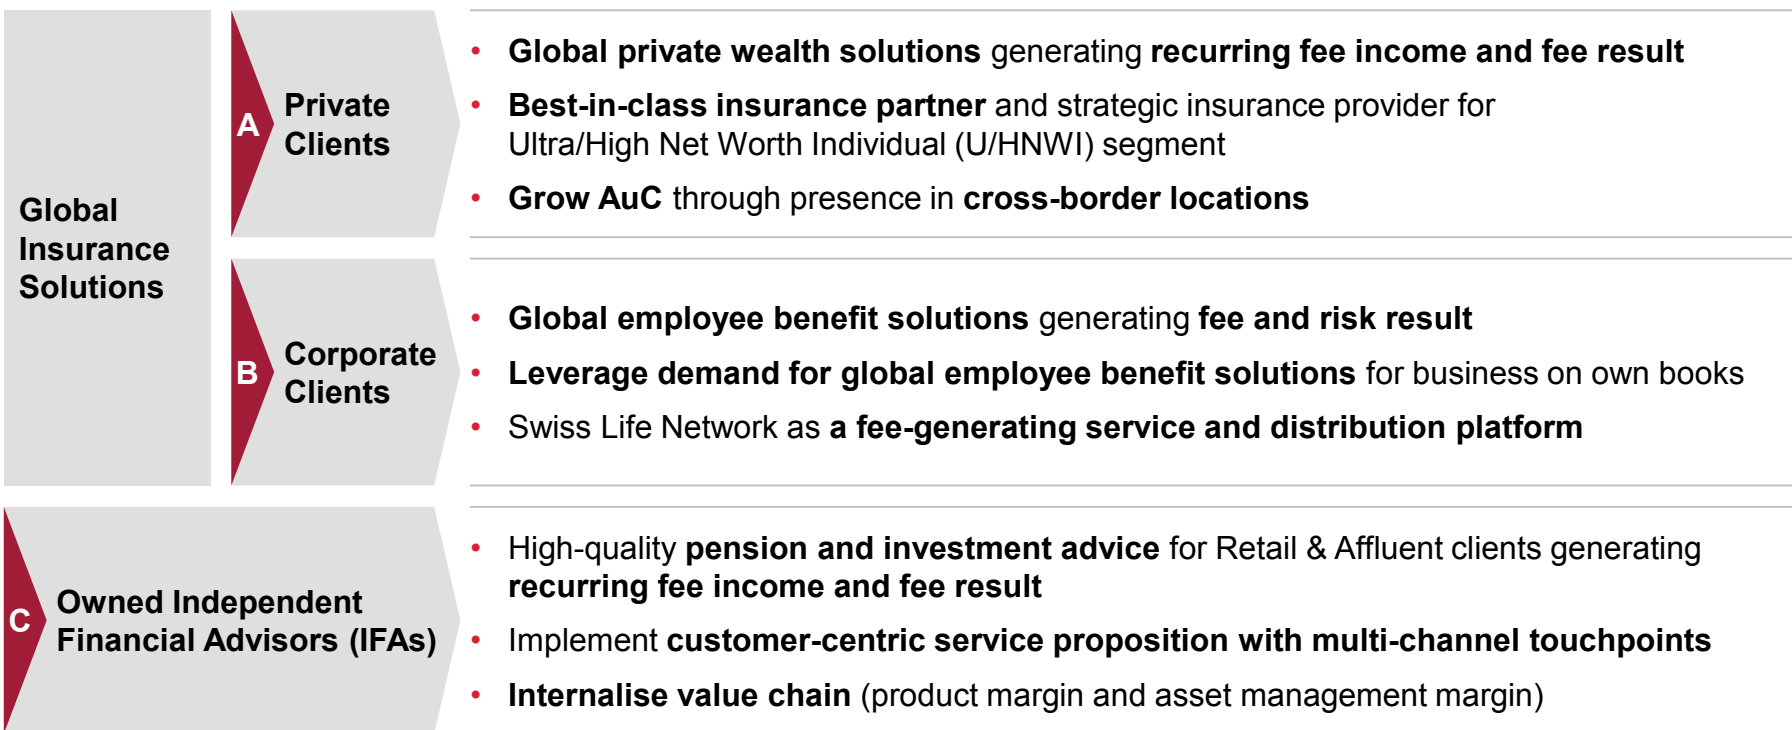 Global
Insurance
Solutions
A
Private
Clients
• Global private wealth solutions generating recurring fee income and fee result
• Best-in-class insurance partner and strategic insurance provider for
Ultra/High Net Worth Individual (U/HNWI) segment
• Grow AuC through presence in cross-border locations
B
Corporate
Clients
• Global employee benefit solutions generating fee and risk result
• Leverage demand for global employee benefit solutions for business on own books
• Swiss Life Network as a fee-generating service and distribution platform
C
Owned Independent
Financial Advisors (IFAs)
• High-quality pension and investment advice for Retail & Affluent clients generating
recurring fee income and fee result
• Implement customer-centric service proposition with multi-channel touchpoints
• Internalise value chain (product margin and asset management margin)